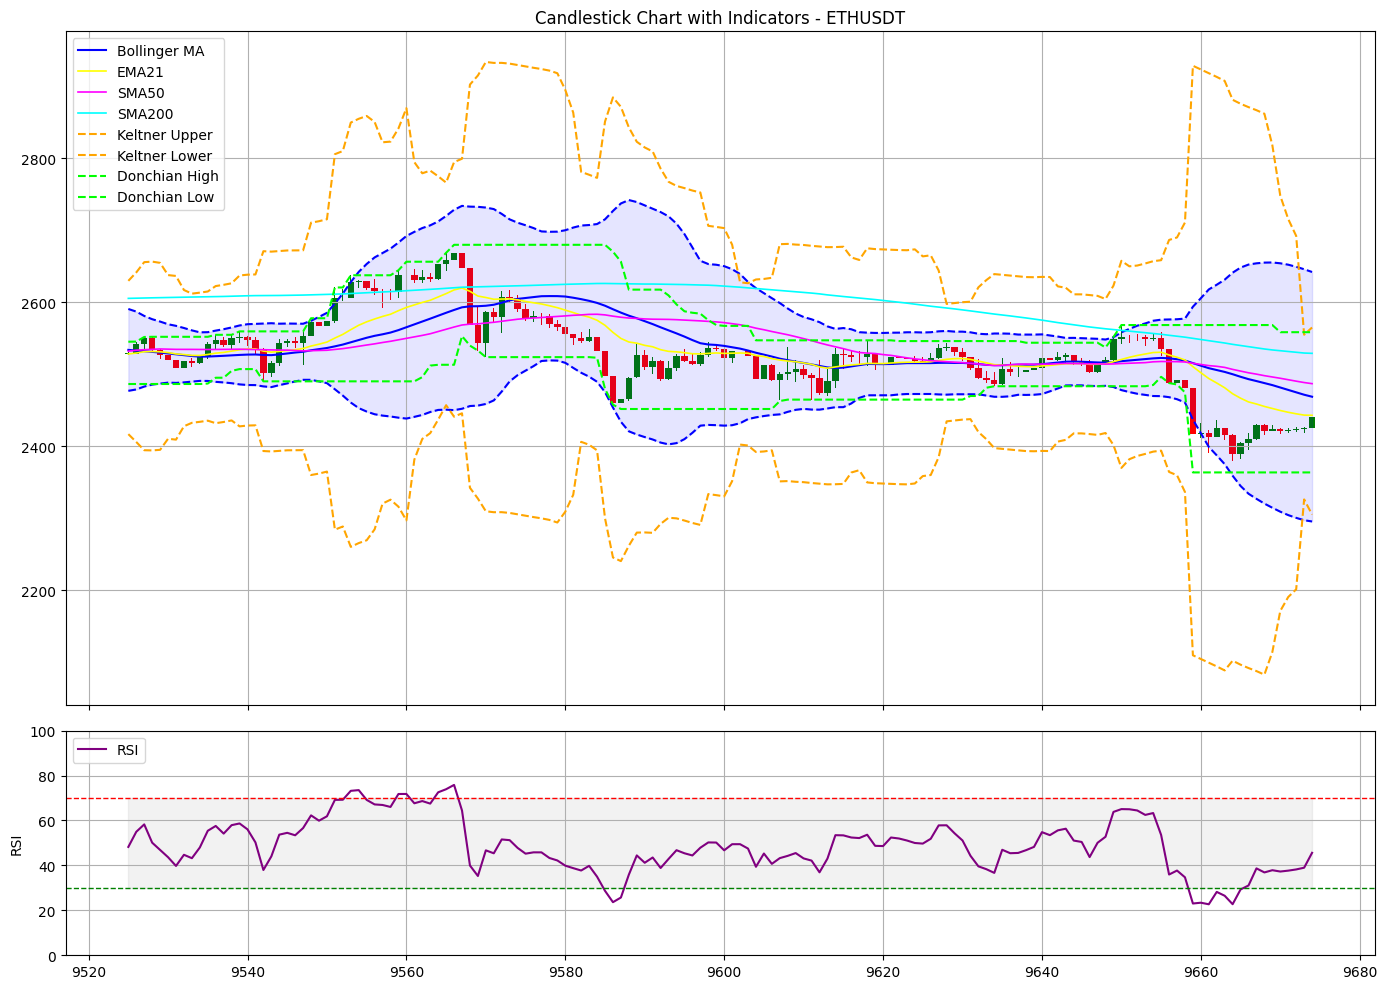 Candlestick Chart with Indicators - ETHUSDT
Bollinger MA
EMA21
SMA50
SMA200
Keltner Upper
Keltner Lower
Donchian High
Donchian Low
2800
2600
2400
2200
RSI
100
80
60
40
20
0
RSI
9520 9540 9560 9580 9600 9620 9640 9660 9680